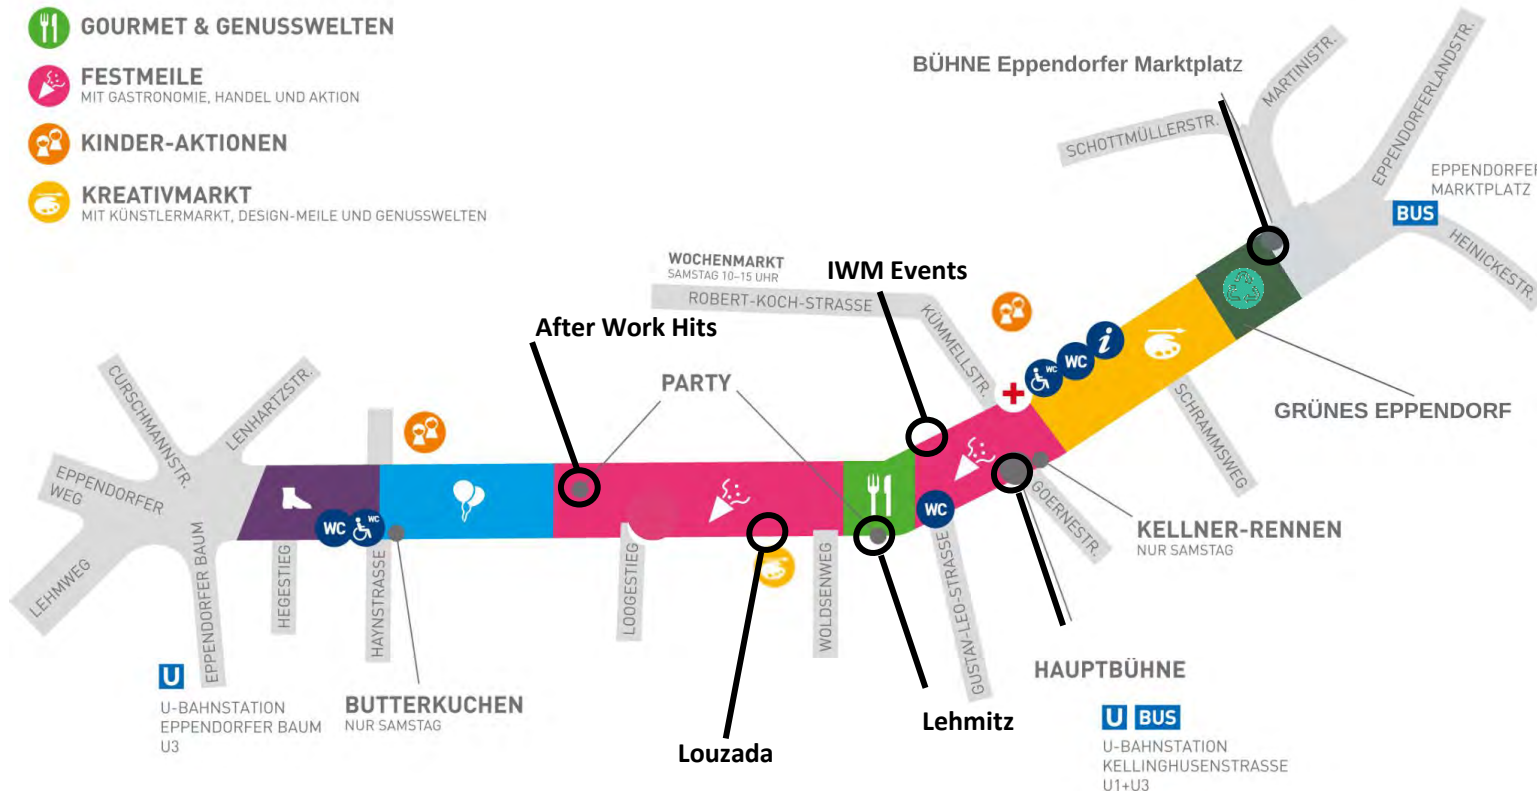 GOURMET & GENUSSWELTEN
FESTMEILE
MIT GASTRONOMIE, HANDEL UND AKTION
KINDER-AKTIONEN
KREATIVMARKT
MIT KÜNSTLERMARKT, DESIGN-MEILE UND GENUSSWELTEN
BÜHNE Eppendorfer Marktplatz
MARTINISTR.
SCHOTTMÜLLERSTR.
EPPENDORFERLANDSTR.
EPPENDORFER
MARKTPLATZ
BUS
HEINICKESTR.
WOCHENMARKT
SAMSTAG 10–15 UHR
ROBERT-KOCH-STRASSE
IWM Events
KÜMMELLSTR.
After Work Hits
PARTY
WC
WC
i
GRÜNES EPPENDORF
SCHRAMMSWEG
CURSCHMANNSTR.
LENHARTZSTR.
EPPENDORFER
WEG
LEHMWEG
EPPENDORFER BAUM
HEGESTIEG
WC
WC
HAYNSTRASSE
LOOGESTIEG
WOLDSENWEG
WC
GUSTAV-LEO-STRASSE
GOERNESTR.
KELLNER-RENNEN
NUR SAMSTAG
HAUPTBÜHNE
U
U-BAHNSTATION
EPPENDORFER BAUM
U3
BUTTERKUCHEN
NUR SAMSTAG
Louzada
Lehmitz
U BUS
U-BAHNSTATION
KELLINGHUSENSTRASSE
U1+U3